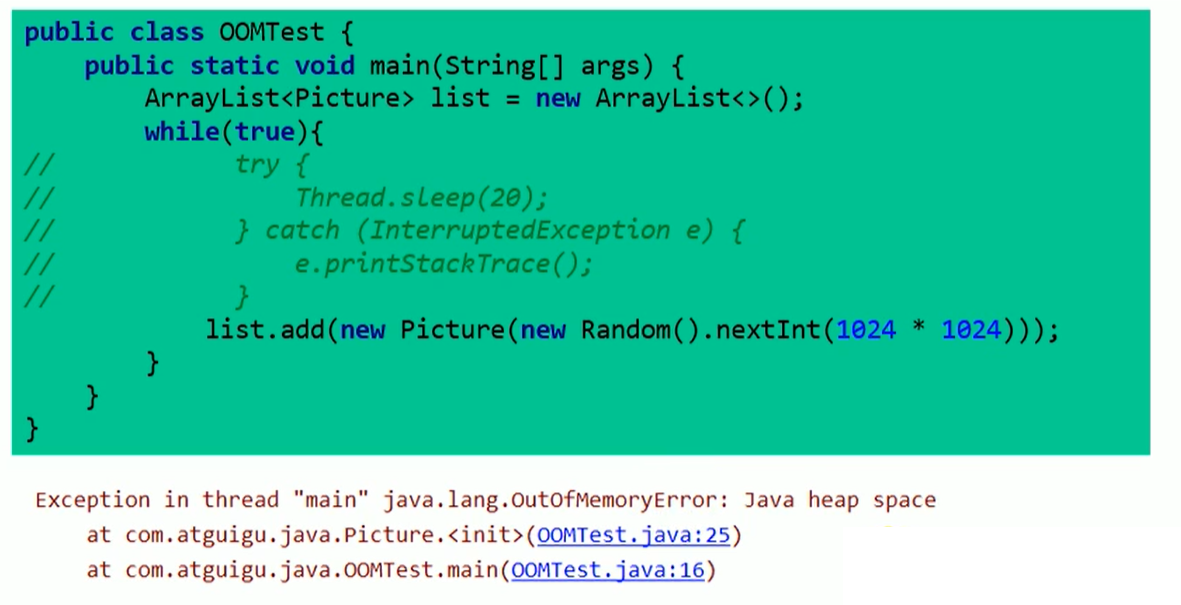 public class OOMTest {
    public static void main(String[] args) {
        ArrayList<Picture> list = new ArrayList<>();
        while(true){
//            try {
//                Thread.sleep(20);
//            } catch (InterruptedException e) {
//                e.printStackTrace();
//            }
            list.add(new Picture(new Random().nextInt(1024 * 1024)));
        }
    }
}
Exception in thread "main" java.lang.OutOfMemoryError: Java heap space
    at com.atguigu.java.Picture.<init>(OOMTest.java:25)
    at com.atguigu.java.OOMTest.main(OOMTest.java:16)